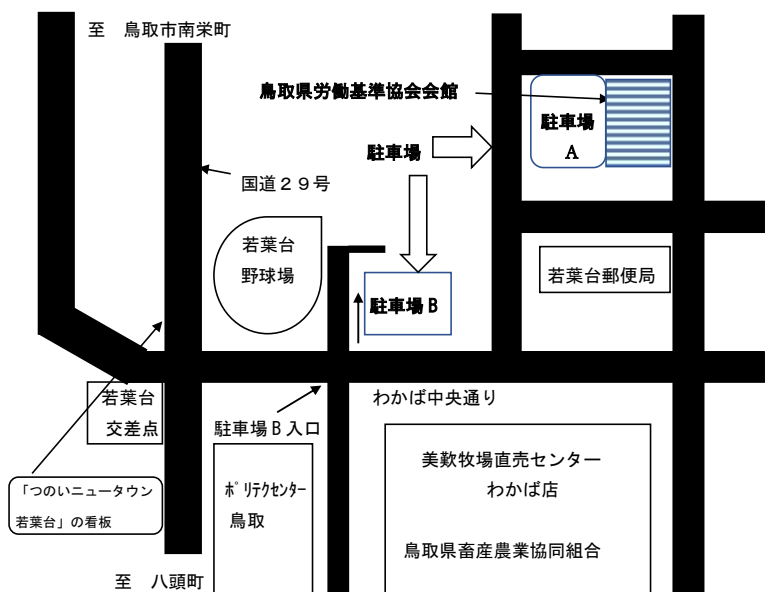 至　鳥取市南栄町
鳥取県労働基準協会会館
駐車場
A
駐車場
国道２９号
若葉台
野球場
若葉台郵便局
駐車場 B
若葉台
交差点
駐車場 B 入口
わかば中央通り
「つのいニュータウン
若葉台」の看板
ﾎﾟﾘﾃｸｾﾝﾀｰ
鳥取
美歎牧場直売センター
わかば店
鳥取県畜産農業協同組合
至　八頭町